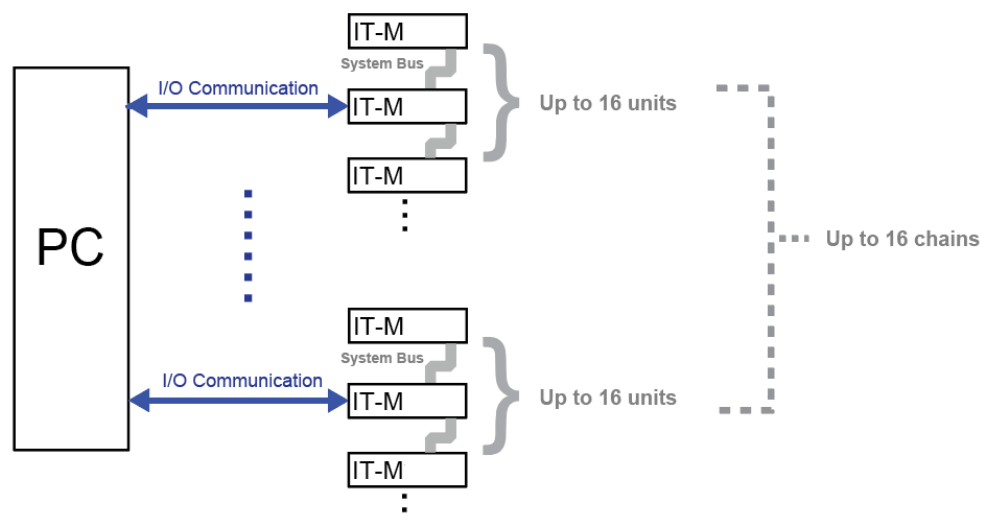 IT-M
System Bus
I/O Communication
IT-M
Up to 16 units
IT-M
PC
Up to 16 chains
IT-M
System Bus
I/O Communication
IT-M
Up to 16 units
IT-M